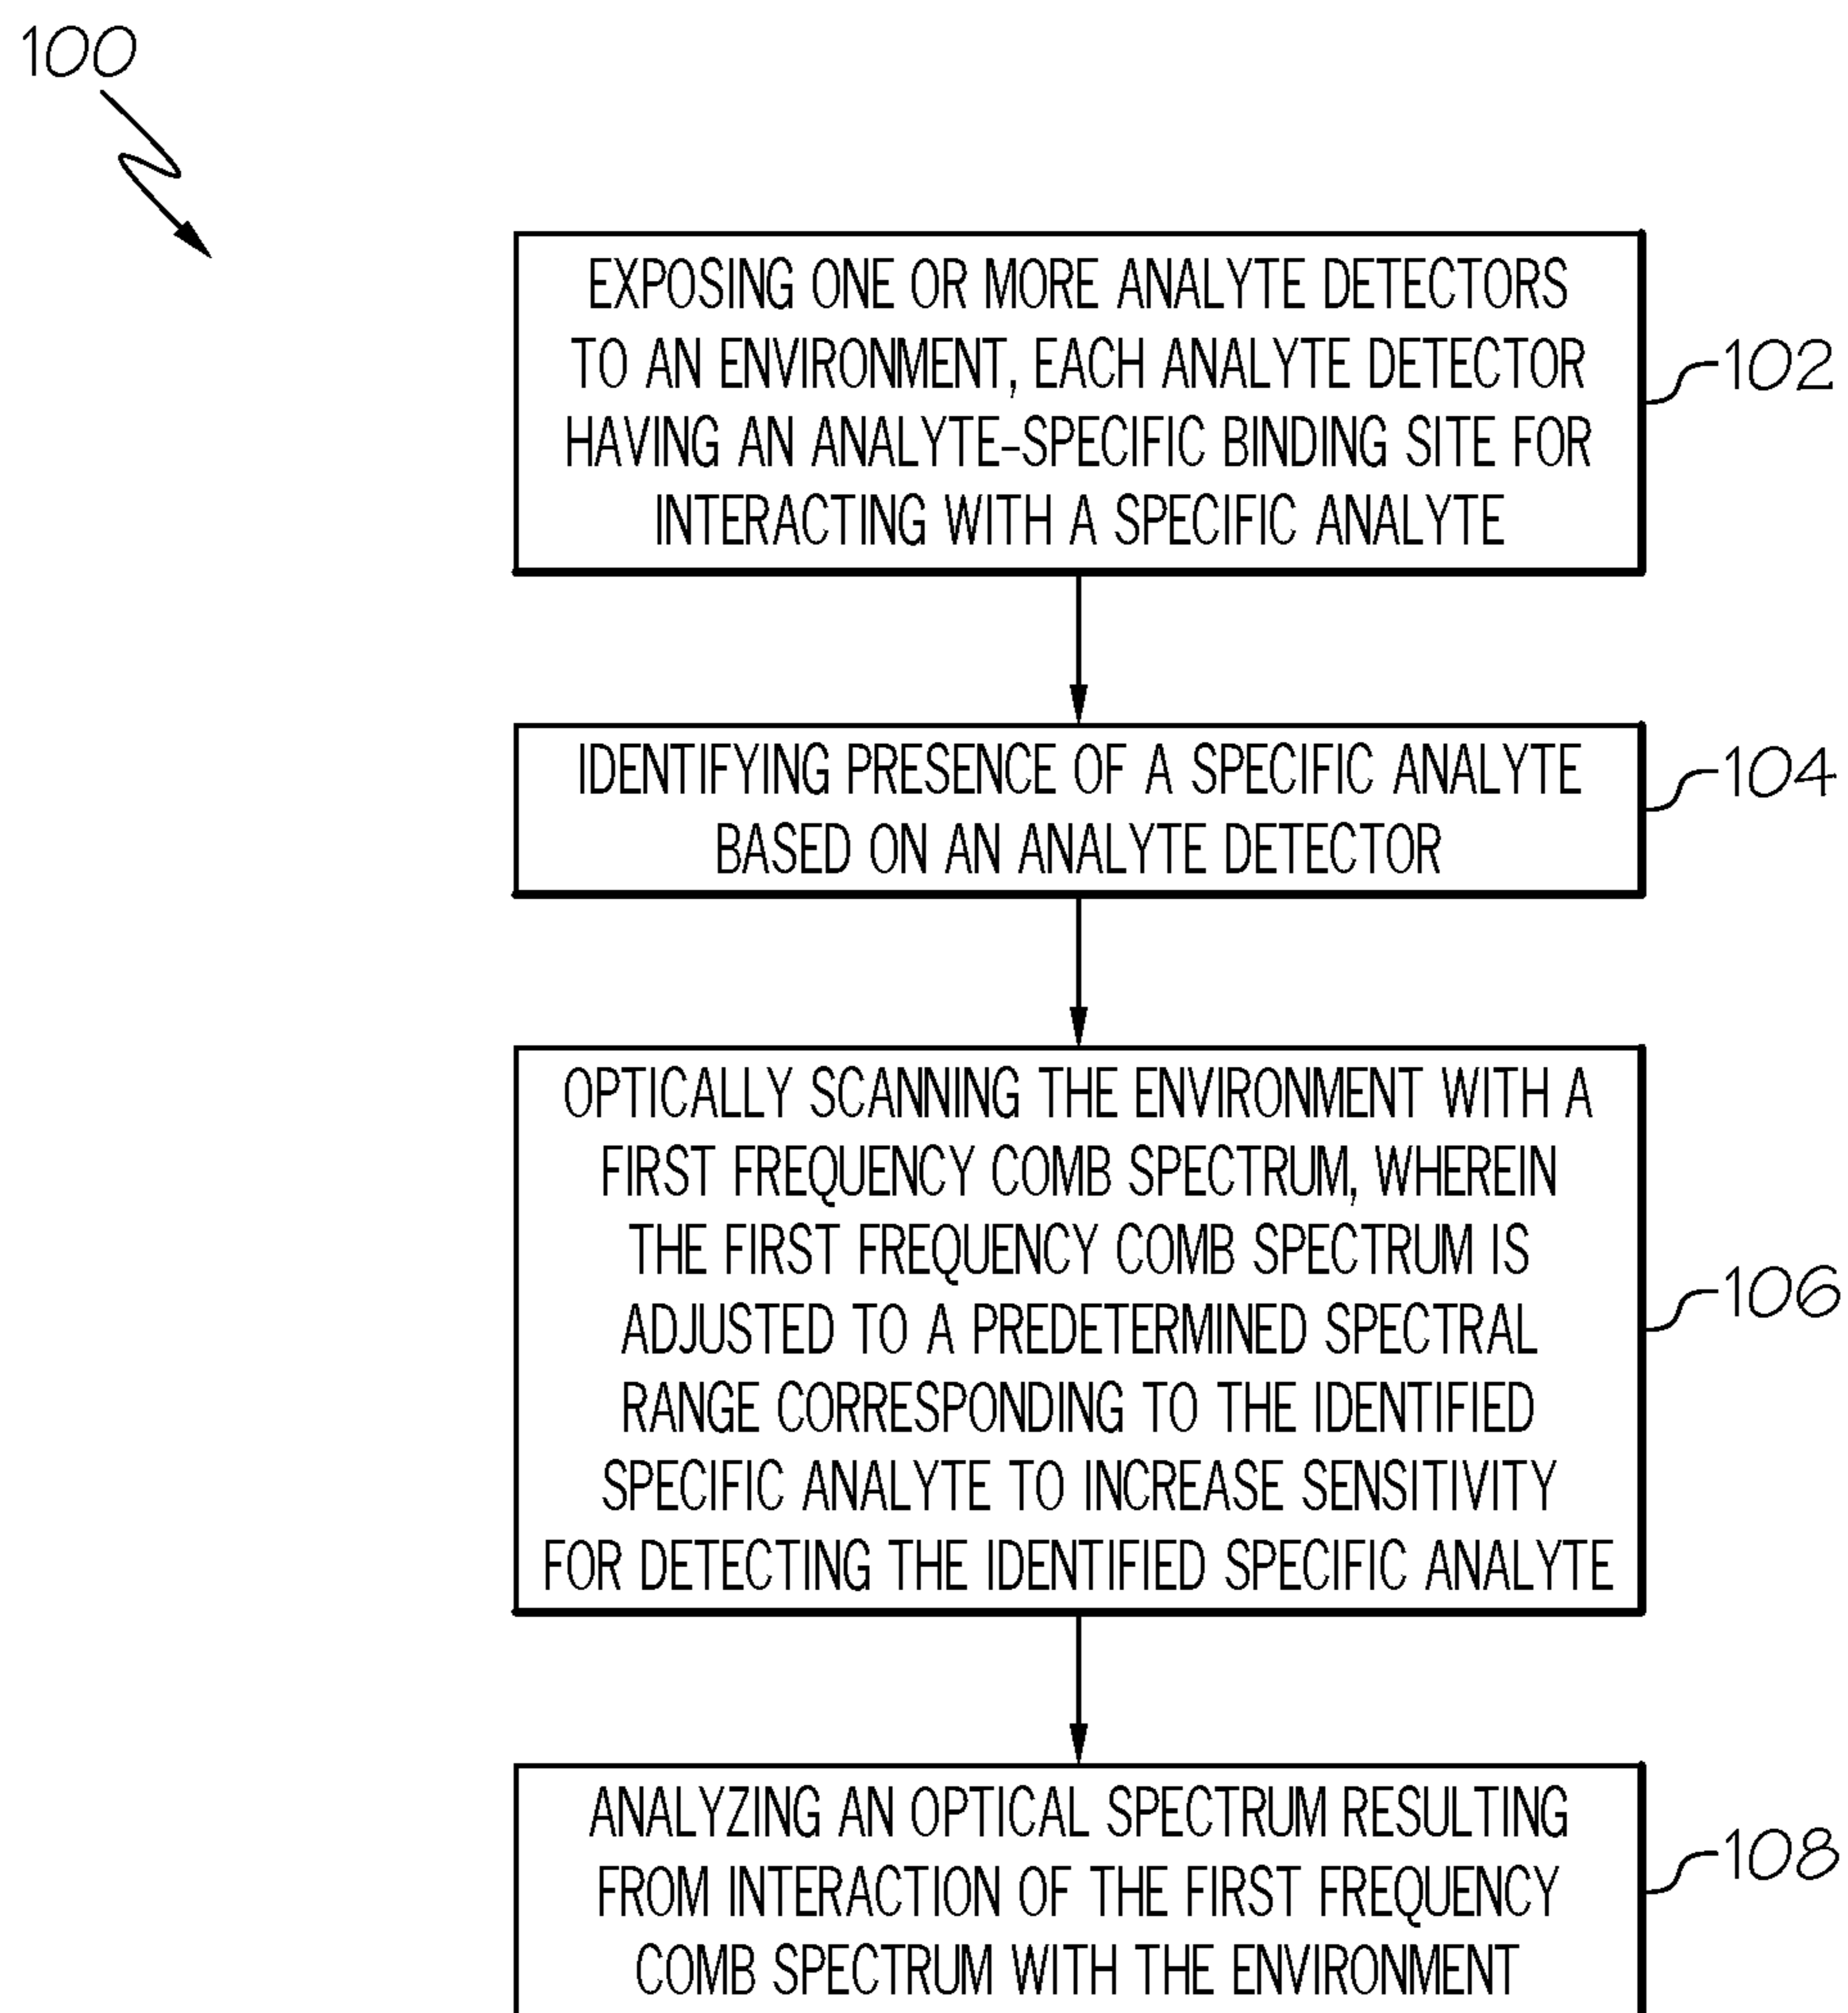 100
EXPOSING ONE OR MORE ANALYTE DETECTORS
TO AN ENVIRONMENT, EACH ANALYTE DETECTOR
HAVING AN ANALYTE-SPECIFIC BINDING SITE FOR
INTERACTING WITH A SPECIFIC ANALYTE
102
IDENTIFYING PRESENCE OF A SPECIFIC ANALYTE
BASED ON AN ANALYTE DETECTOR
104
OPTICALLY SCANNING THE ENVIRONMENT WITH A
FIRST FREQUENCY COMB SPECTRUM, WHEREIN
THE FIRST FREQUENCY COMB SPECTRUM IS
ADJUSTED TO A PREDETERMINED SPECTRAL
RANGE CORRESPONDING TO THE IDENTIFIED
SPECIFIC ANALYTE TO INCREASE SENSITIVITY
FOR DETECTING THE IDENTIFIED SPECIFIC ANALYTE
106
ANALYZING AN OPTICAL SPECTRUM RESULTING
FROM INTERACTION OF THE FIRST FREQUENCY
COMB SPECTRUM WITH THE ENVIRONMENT
108